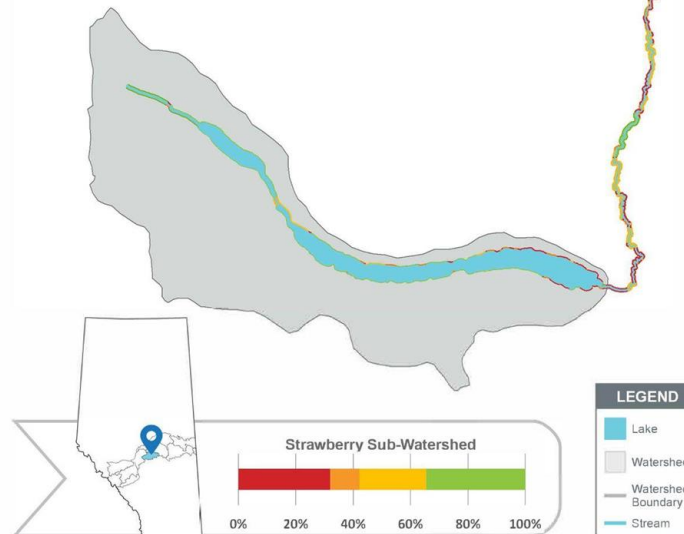 Strawberry Sub-Watershed
0% 20% 40% 60% 80% 100%
LEGEND
Lake
Boundary
Stream